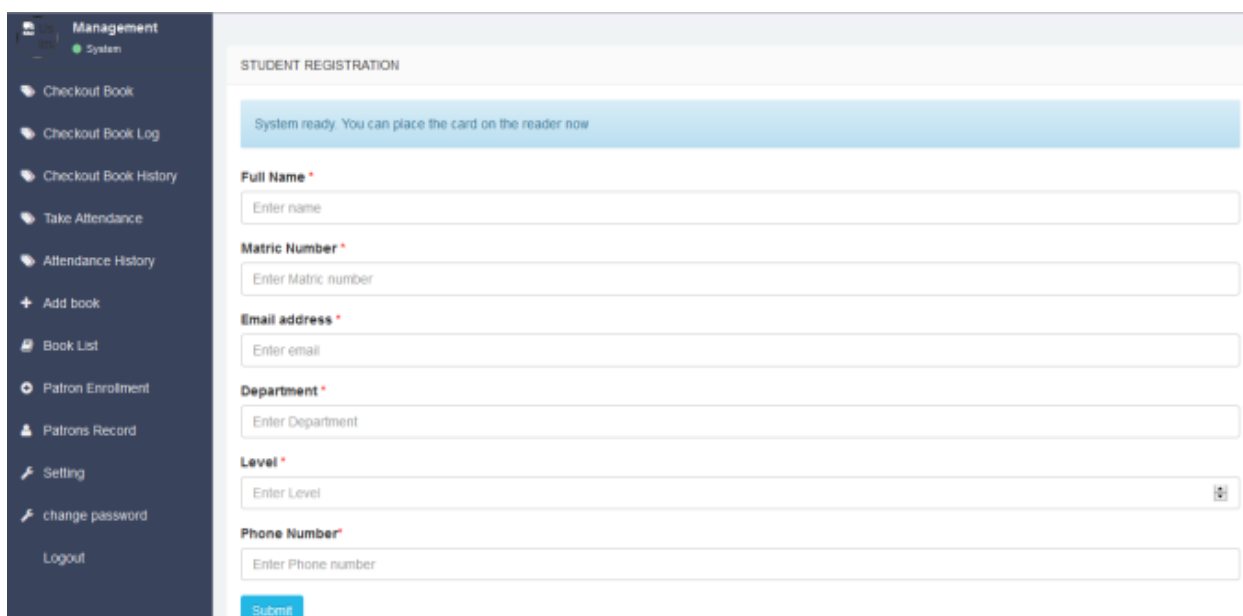 Management
System
Checkout Book
Checkout Book Log
Checkout Book History
Take Attendance
Attendance History
Add book
Book List
Patron Enrollment
Patrons Record
Setting
change password
Logout
STUDENT REGISTRATION
System ready. You can place the card on the reader now
Full Name *
Enter name
Matric Number *
Enter Matric number
Email address *
Enter email
Department *
Enter Department
Level *
Enter Level
Phone Number*
Enter Phone number
Submit